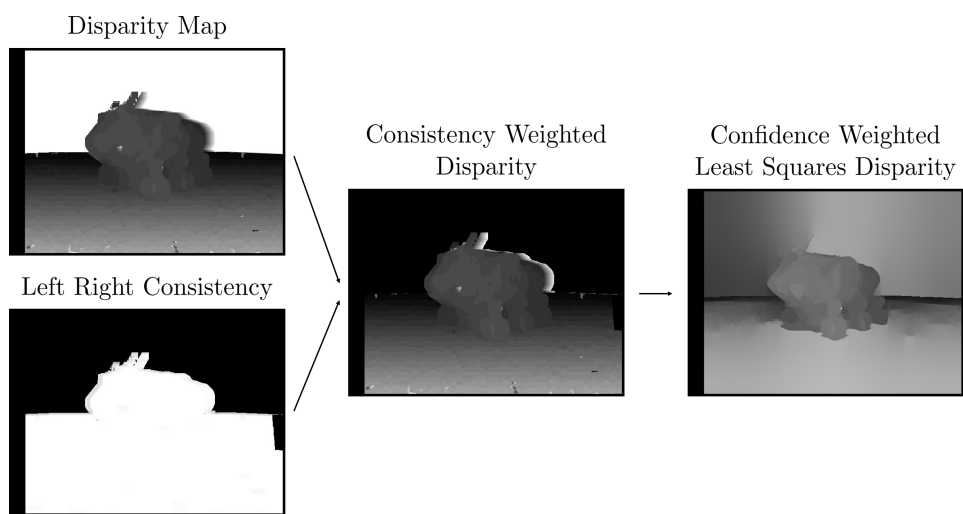 Disparity Map
Left Right Consistency
Consistency Weighted
Disparity
Confidence Weighted
Least Squares Disparity